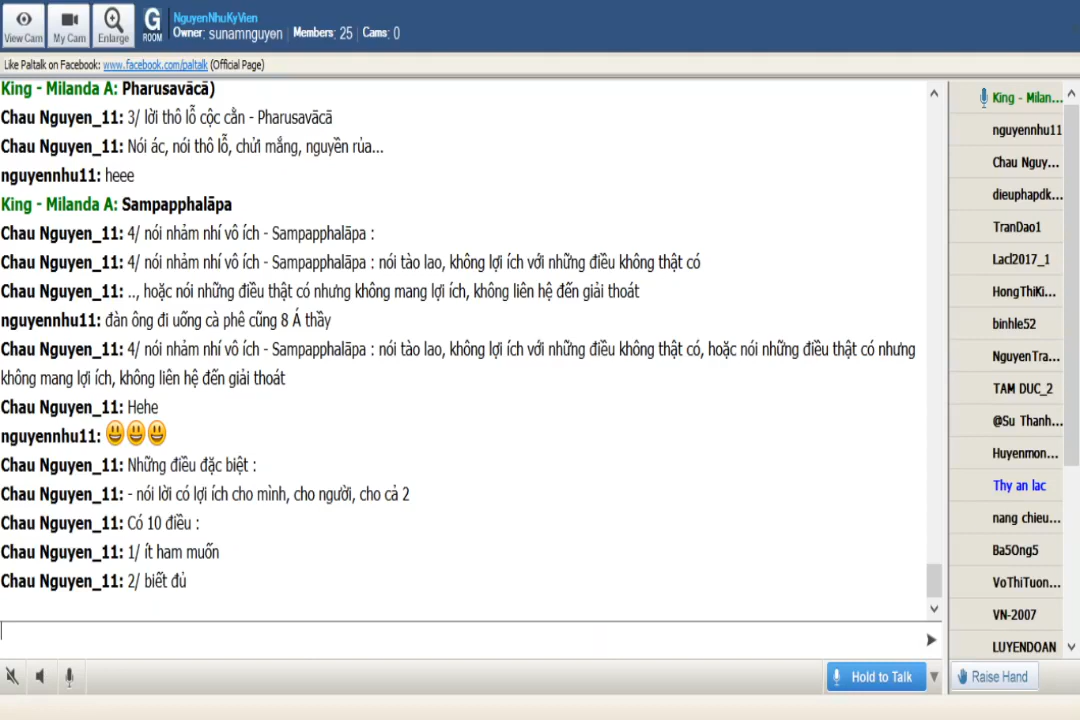 View Cam
My Cam
Enlarge
G
ROOM
NguyenNhuKyVien
Owner: sunamnguyen | Members: 25 | Cams: 0
Like Paltalk on Facebook: www.facebook.com/paltalk (Official Page)
King - Milanda A: Pharusavācā)
Chau Nguyen_11: 3/ lời thô lỗ cộc cằn - Pharusavācā
Chau Nguyen_11: Nói ác, nói thô lỗ, chửi mắng, nguyền rủa...
nguyennhu11: heee
King - Milanda A: Sampapphalāpa
Chau Nguyen_11: 4/ nói nhảm nhí vô ích - Sampapphalāpa :
Chau Nguyen_11: 4/ nói nhảm nhí vô ích - Sampapphalāpa : nói tào lao, không lợi ích với những điều không thật có
Chau Nguyen_11: .., hoặc nói những điều thật có nhưng không mang lợi ích, không liên hệ đến giải thoát
nguyennhu11: đàn ông đi uống cà phê cũng 8 Á thầy
Chau Nguyen_11: 4/ nói nhảm nhí vô ích - Sampapphalāpa : nói tào lao, không lợi ích với những điều không thật có, hoặc nói những điều thật có nhưng
không mang lợi ích, không liên hệ đến giải thoát
Chau Nguyen_11: Hehe
nguyennhu11: 😀😀😀
Chau Nguyen_11: Những điều đặc biệt :
Chau Nguyen_11: - nói lời có lợi ích cho mình, cho người, cho cả 2
Chau Nguyen_11: Có 10 điều :
Chau Nguyen_11: 1/ ít ham muốn
Chau Nguyen_11: 2/ biết đủ
King - Milan...
nguyennhu11
Chau Nguy...
dieuphapdk...
TranDao1
Lacl2017_1
HongThiKi...
binhle52
NguyenTra...
TAM DUC_2
@Su Thanh...
Huyenmon...
Thy an lac
nang chieu...
Ba5Ong5
VoThiTuon...
VN-2007
LUYENDOAN
Hold to Talk
Raise Hand